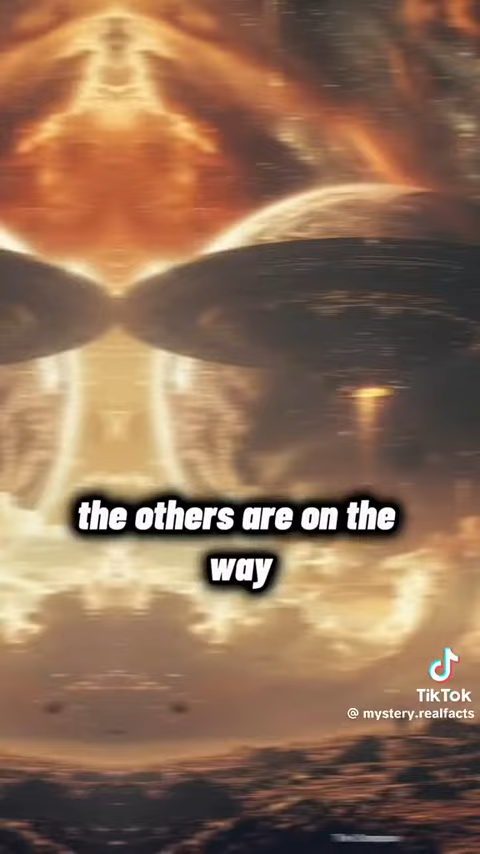 the others are on the
way
TikTok
@ mystery.realfacts